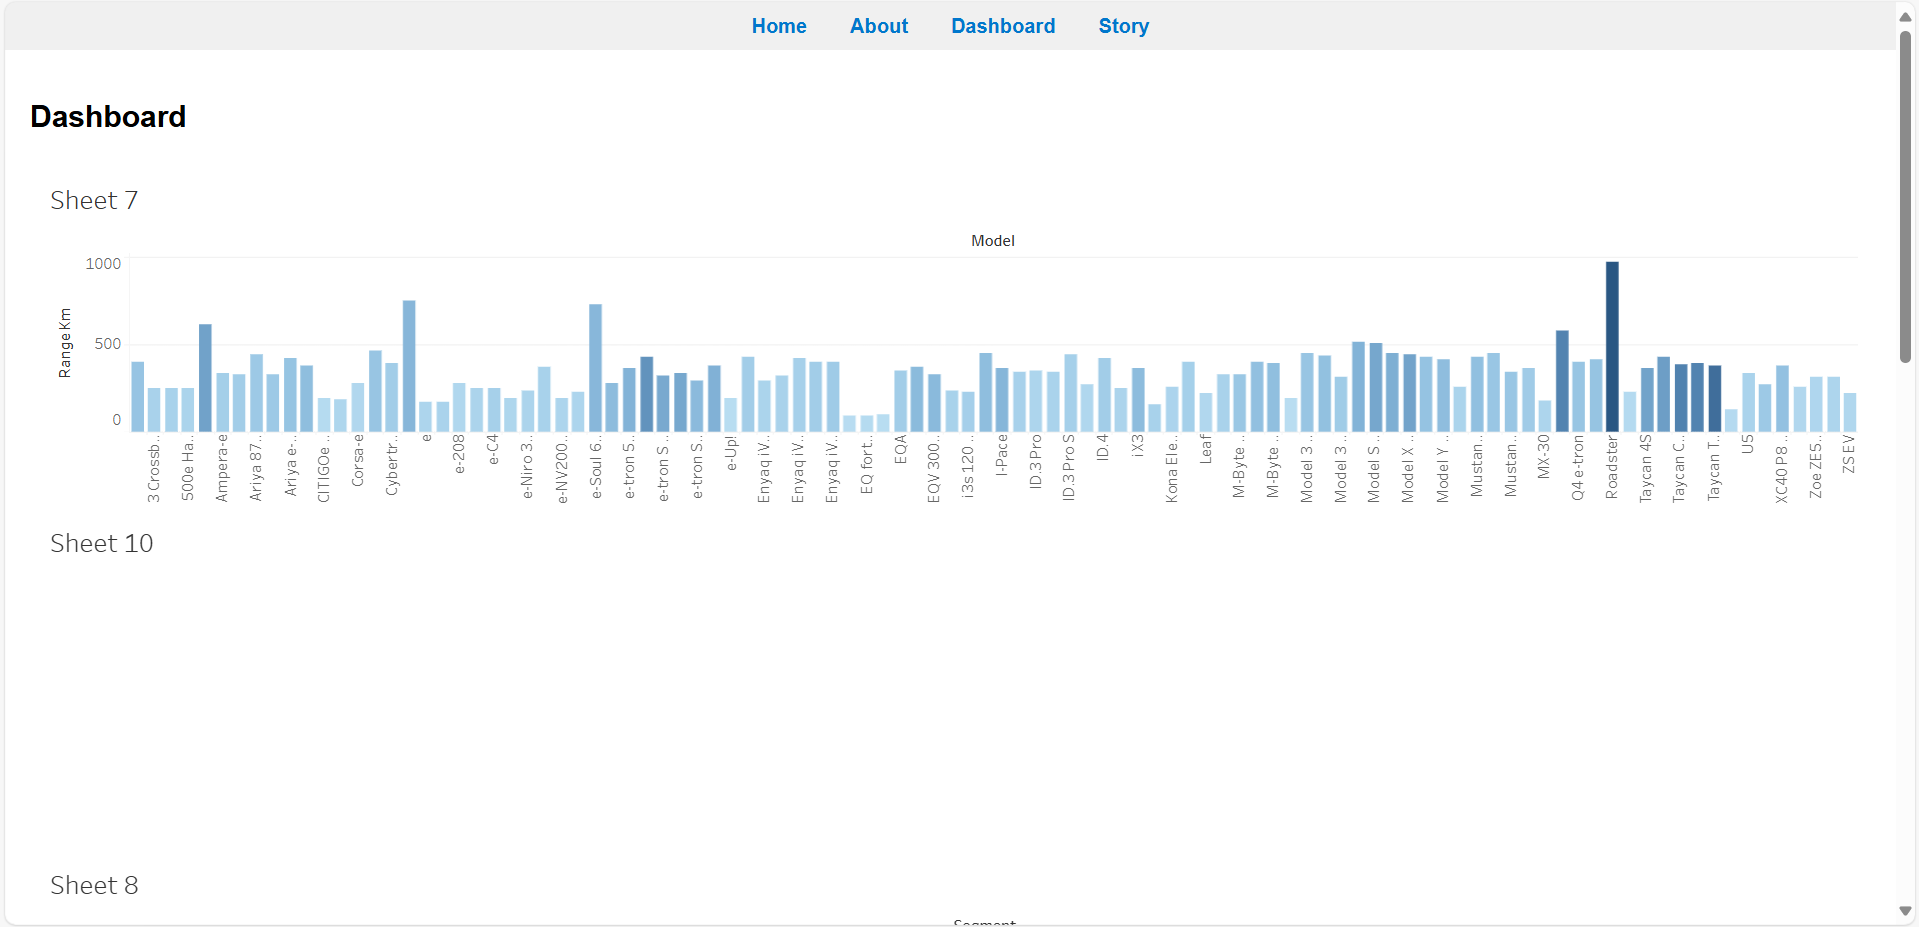 Home About Dashboard Story
Dashboard
Sheet 7
Model
Range Km
1000
500
0
3 Crossb..
500e Ha..
Ampera-e
Ariya 87..
Ariya e-..
CITIGOe ..
Corsa-e
Cybertr..
e
e-208
e-C4
e-Niro 3..
e-NV200..
e-Soul 6..
e-tron 5..
e-tron S ..
e-tron S..
e-Up!
Enyaq iV..
Enyaq iV..
Enyaq iV..
EQ fort..
EQA
EQV 300..
i3s 120 ..
I-Pace
ID.3 Pro
ID.3 Pro S
ID.4
iX3
Kona Ele..
Leaf
M-Byte ..
M-Byte ..
Model 3 ..
Model 3 ..
Model S ..
Model X ..
Model Y ..
Mustan..
Mustan..
MX-30
Q4 e-tron
Roadster
Taycan 4S
Taycan C..
Taycan T..
U5
XC40 P8 ..
Zoe ZE5..
ZS EV
Sheet 10
Sheet 8
Segment